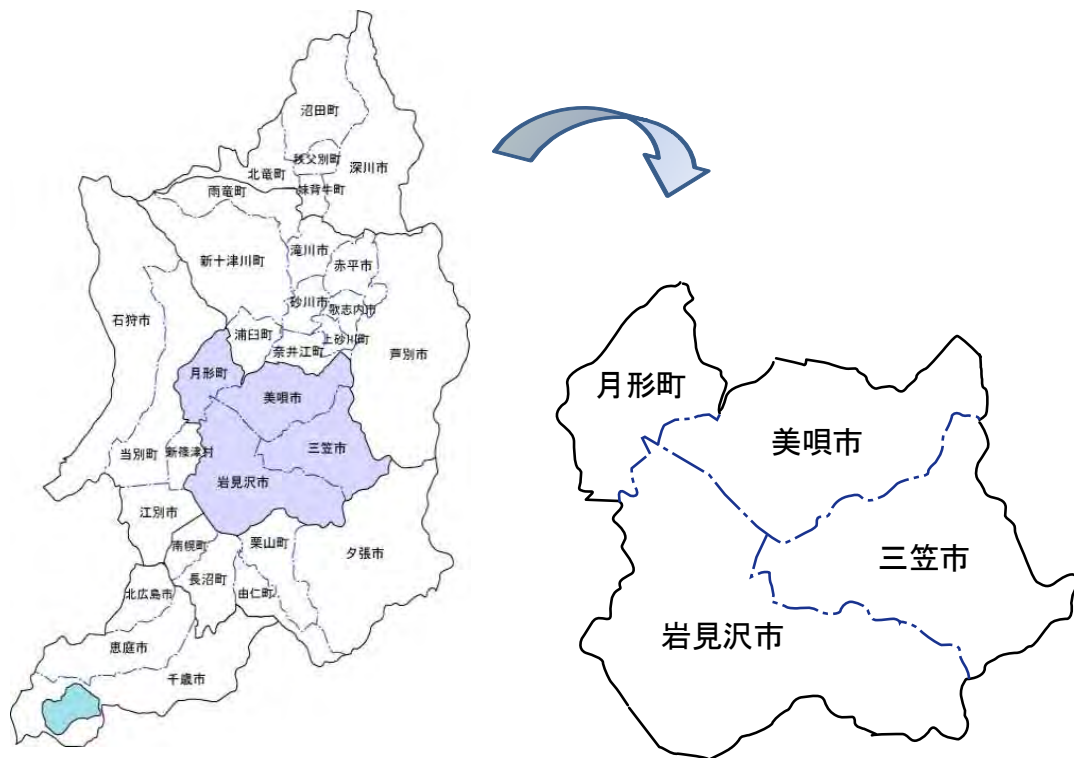 沼田町
秩父別町
深川市
北竜町
妹背牛町
雨竜町
滝川市
新十津川町
赤平市
砂川市
歌志内市
石狩市
浦臼町
上砂川町
奈井江町
芦別市
月形町
美唄市
三笠市
当別町
新篠津村
岩見沢市
江別市
南幌町
栗山町
夕張市
長沼町
北広島市
由仁町
恵庭市
千歳市
月形町
美唄市
三笠市
岩見沢市